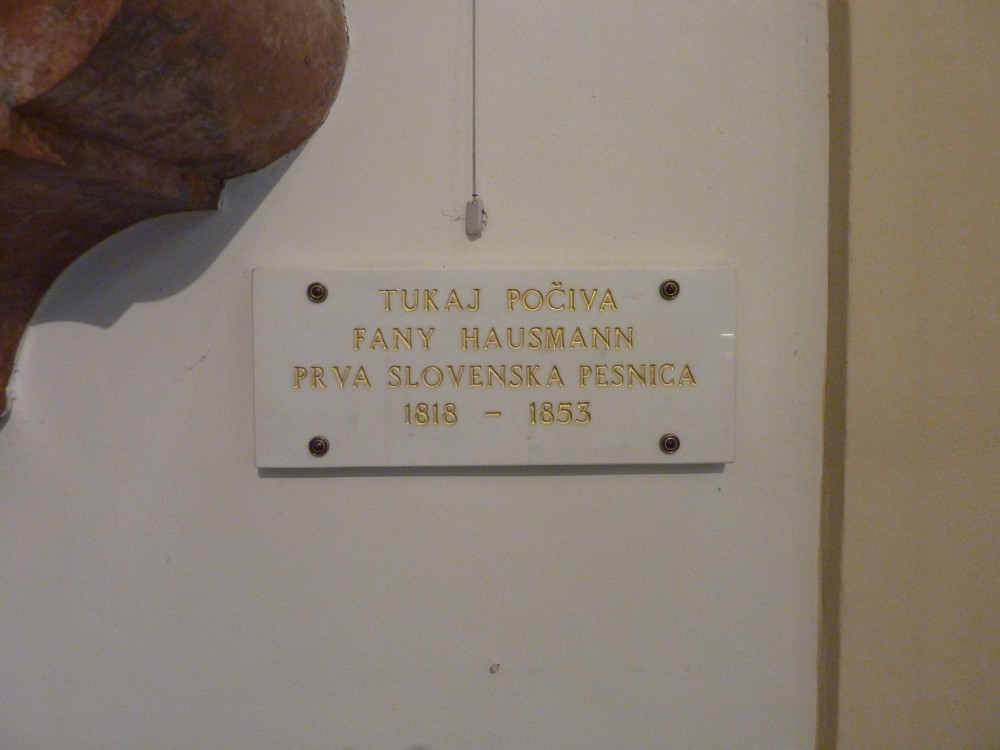 TUKAJ POČIVA
FANY HAUSMANN
PRVA SLOVENSKA PESNICA
1818 – 1853